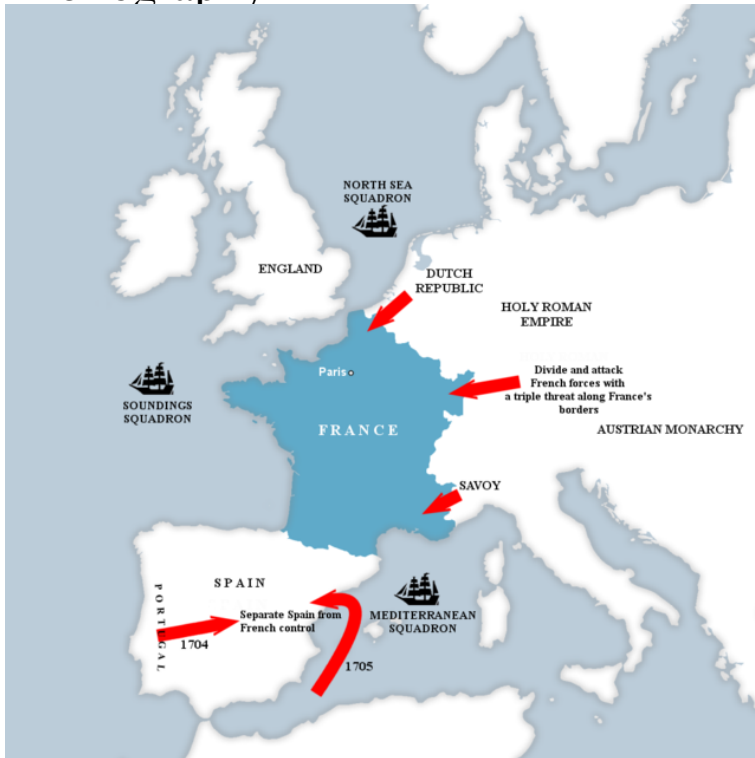 NORTH SEA
SQUADRON
ENGLAND
DUTCH
REPUBLIC
HOLY ROMAN
EMPIRE
Paris
Divide and attack
French forces with
a triple threat along France's
borders
SOUNDINGS
SQUADRON
FRANCE
AUSTRIAN MONARCHY
SAVOY
SPAIN
PORTUGAL
Separate Spain from
French control
MEDITERRANEAN
SQUADRON
1704
1705